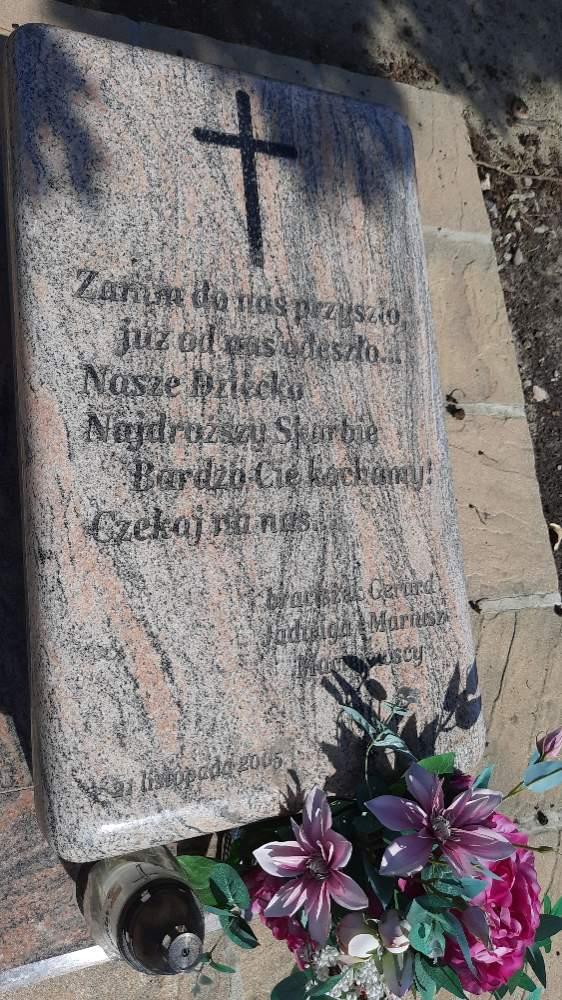 Zanim do nas przyszło,
już od nas odeszło...
Nasze Dziecko
Najdroższy Skarbie
Bardzo Cię kochamy!
Czekaj na nas...
braciszek Gerard
Jadwiga i Mariusz
21 listopada 2005